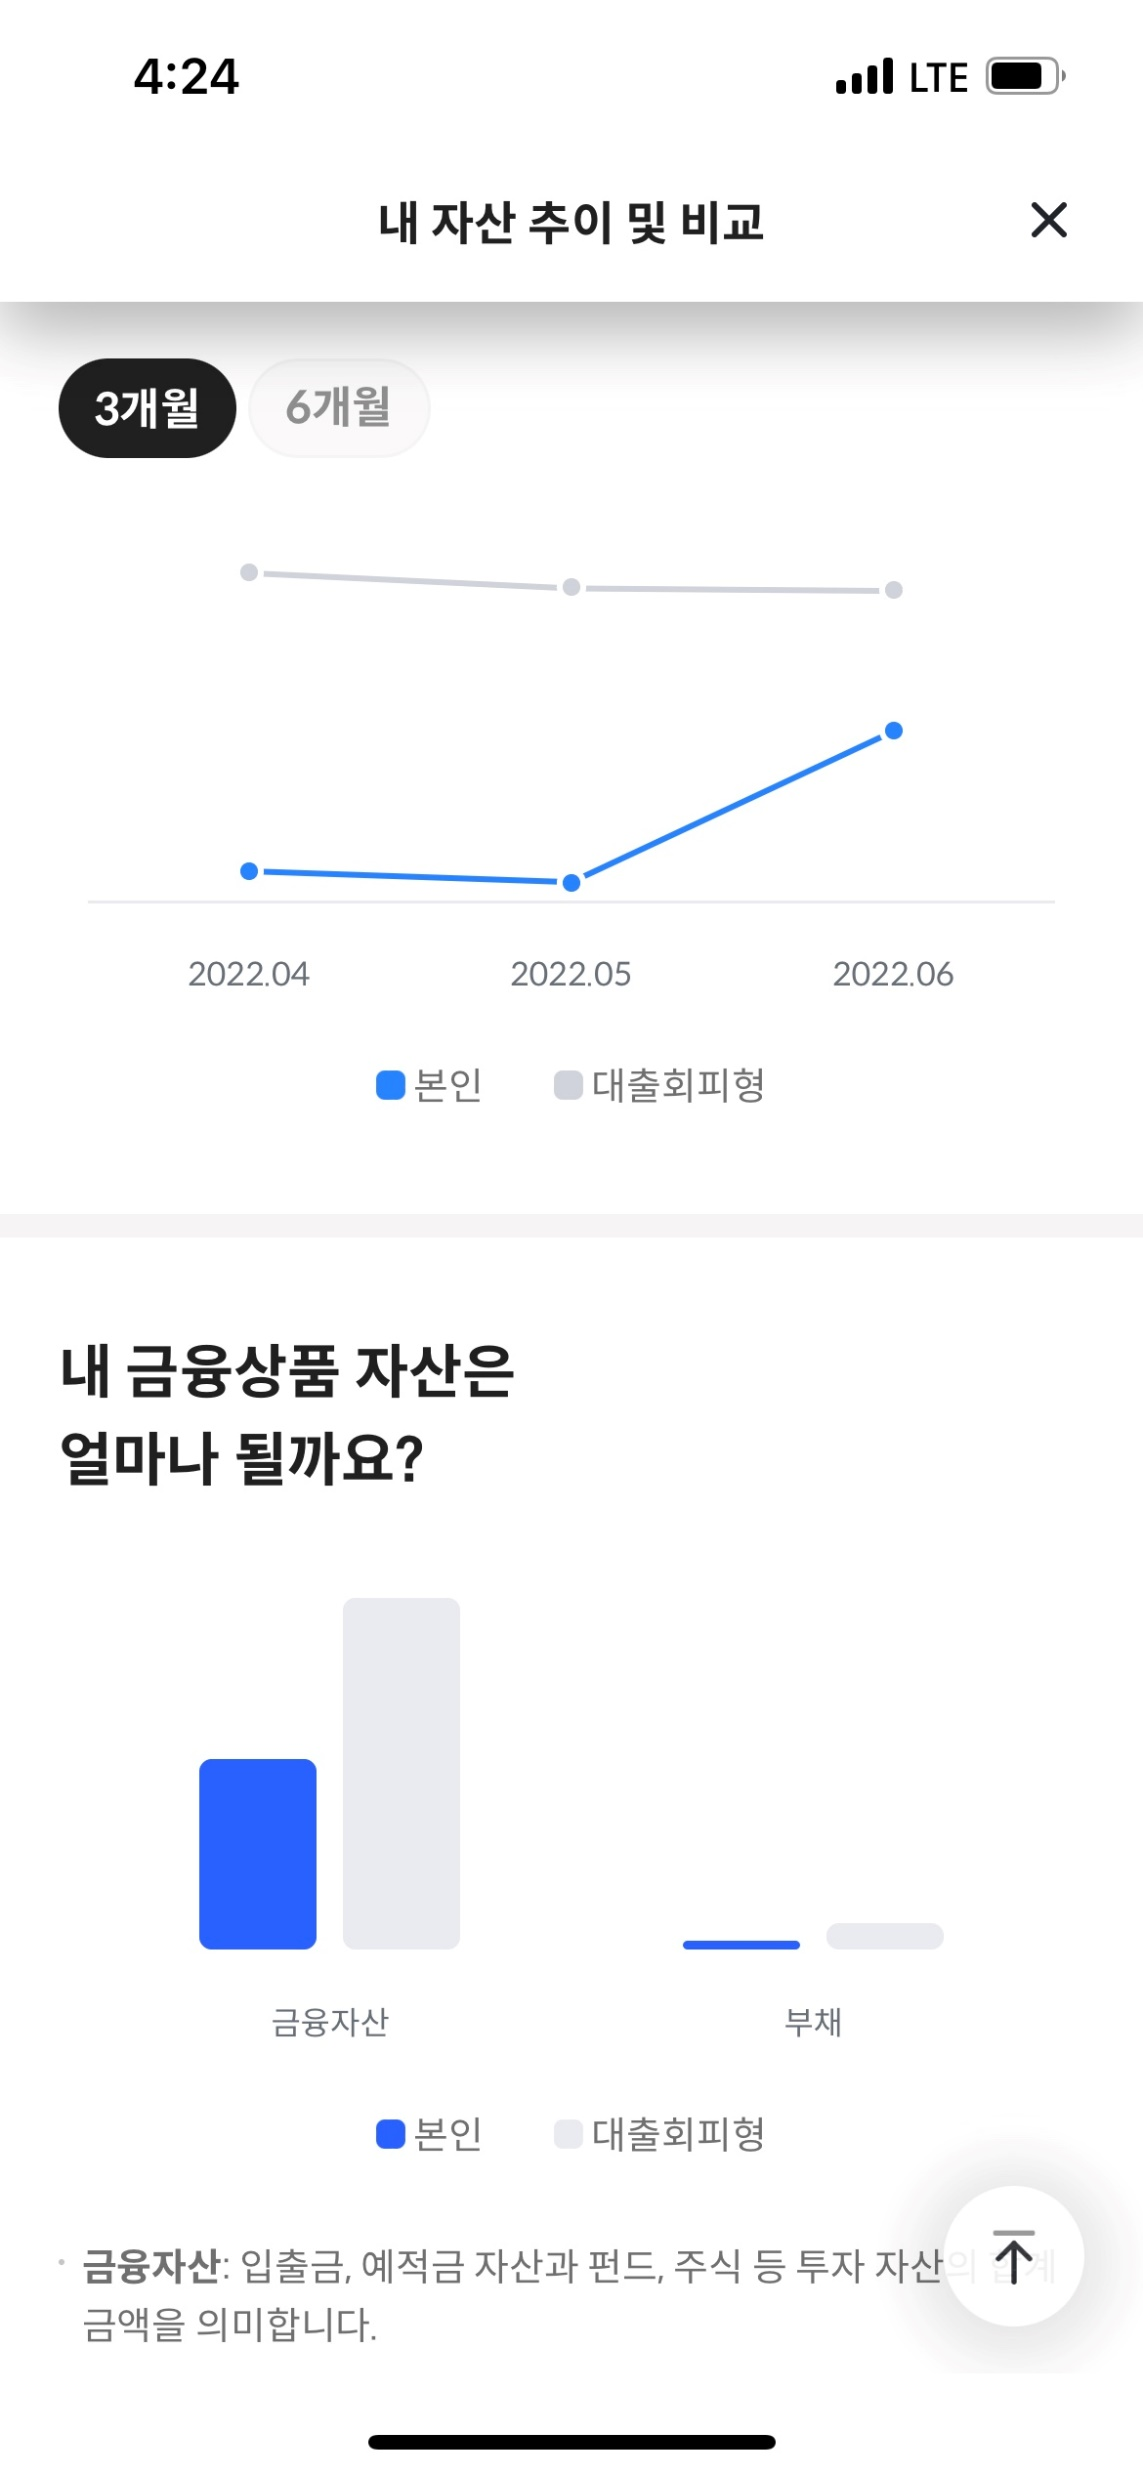 4:24 LTE
내 자산 추이 및 비교
3개월 6개월
2022.04 2022.05 2022.06
본인 대출회피형
내 금융상품 자산은
얼마나 될까요?
금융자산 부채
본인 대출회피형
· 금융자산: 입출금, 예적금 자산과 펀드, 주식 등 투자 자산의 합계
금액을 의미합니다.